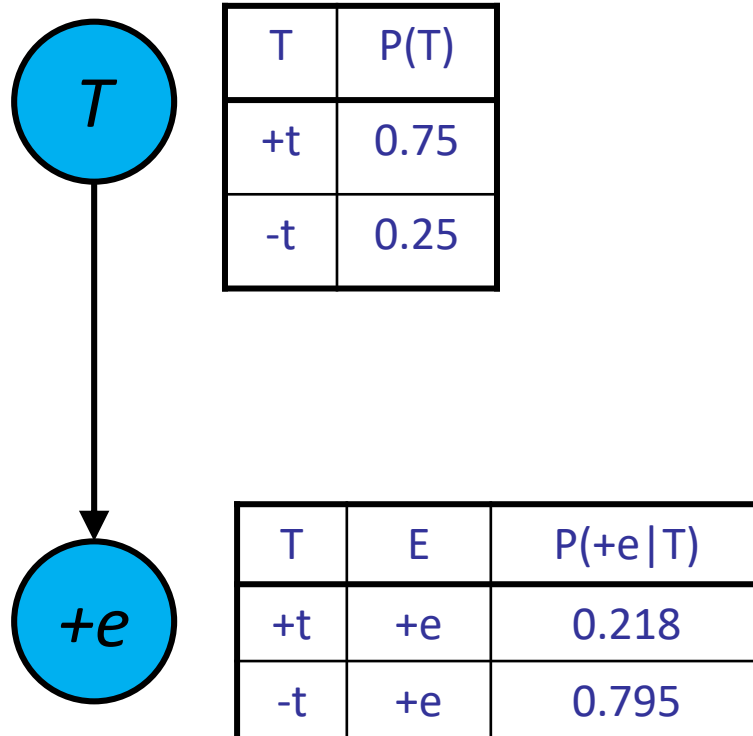 T
T P(T)
+t 0.75
-t 0.25
+e
T E P(+e|T)
+t +e 0.218
-t +e 0.795